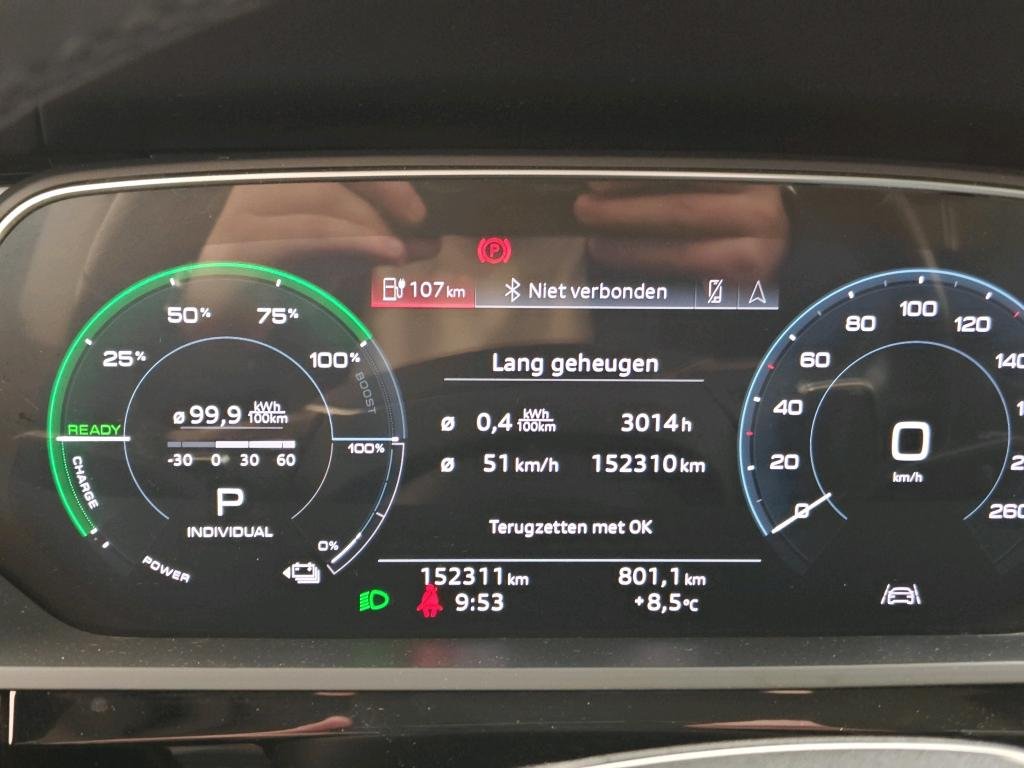 P
107 km
Niet verbonden
50%
75%
25%
100%
BOOST
ø 99,9 kWh/100km
READY
-30 0 30 60
100%
CHARGE
P
INDIVIDUAL
0%
POWER
Lang geheugen
ø 0,4 kWh/100km 3014 h
ø 51 km/h 152310 km
Terugzetten met OK
152311 km 801,1 km
9:53 +8,5°C
0
20
40
60
80
100
120
140
260
0
km/h